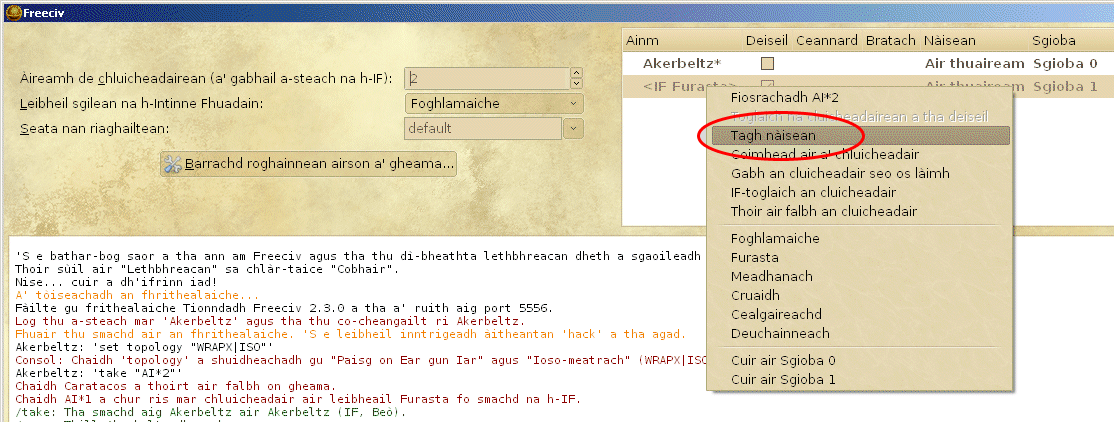 Freeciv
Àireamh de chluicheadairean (a' gabhail a-steach na h-IF): 2
Leibheil sgilean na h-Intinne Fhuadain: Foghlamaiche
Seata nan riaghailtean: default
Barrachd roghainnean airson a' gheama...
Ainm Deiseil Ceannard Bratach Nàisean Sgioba
Akerbeltz* Air thuaiream Sgioba 0
<IF Furasta> Air thuaiream Sgioba 1
Fiosrachadh AI*2
Toglaich na cluicheadairean a tha deiseil
Tagh nàisean
Coimhead air a' chluicheadair
Gabh an cluicheadair seo os làimh
IF-toglaich an cluicheadair
Thoir air falbh an cluicheadair
Foghlamaiche
Furasta
Meadhanach
Cruaidh
Cealgaireachd
Deuchainneach
Cuir air Sgioba 0
Cuir air Sgioba 1
'S e bathar-bog saor a tha ann am Freeciv agus tha thu di-bheathta lethbhreacan dheth a sgaoileadh
Thoir sùil air "Lethbhreacan" sa chlàr-taice "Cobhair".
Nise... cuir a dh'ifrinn iad!
A' tòiseachadh an fhrithealaiche...
Fàilte gu frithealaiche Tionndadh Freeciv 2.3.0 a tha a' ruith aig port 5556.
Log thu a-steach mar 'Akerbeltz' agus tha thu co-cheangailt ri Akerbeltz.
Fhuair thu smachd air an fhrithealaiche. 'S e leibheil inntrigeadh àitheantan 'hack' a tha agad.
Akerbeltz: 'set topology "WRAPX|ISO"'
Consol: Chaidh 'topology' a shuidheachadh gu "Paisg on Ear gun Iar" agus "Ioso-meatrach" (WRAPX|ISO
Akerbeltz: 'take "AI*2"'
Chaidh Caratacos a thoirt air falbh on gheama.
Chaidh AI*1 a chur ris mar chluicheadair air leibheail Furasta fo smachd na h-IF.
/take: Tha smachd aig Akerbeltz air Akerbeltz (IF, Beò).